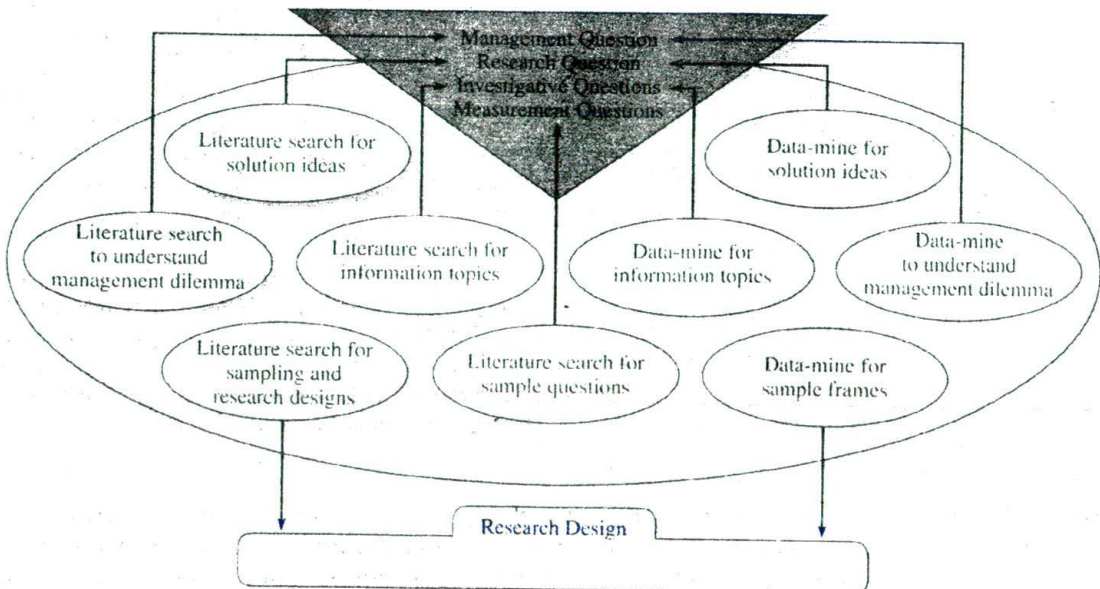 Management Question
Research Question
Investigative Questions
Measurement Questions
Literature search for
solution ideas
Data-mine for
solution ideas
Literature search
to understand
management dilemma
Literature search for
information topics
Data-mine for
information topics
Data-mine
to understand
management dilemma
Literature search for
sampling and
research designs
Literature search for
sample questions
Data-mine for
sample frames
Research Design